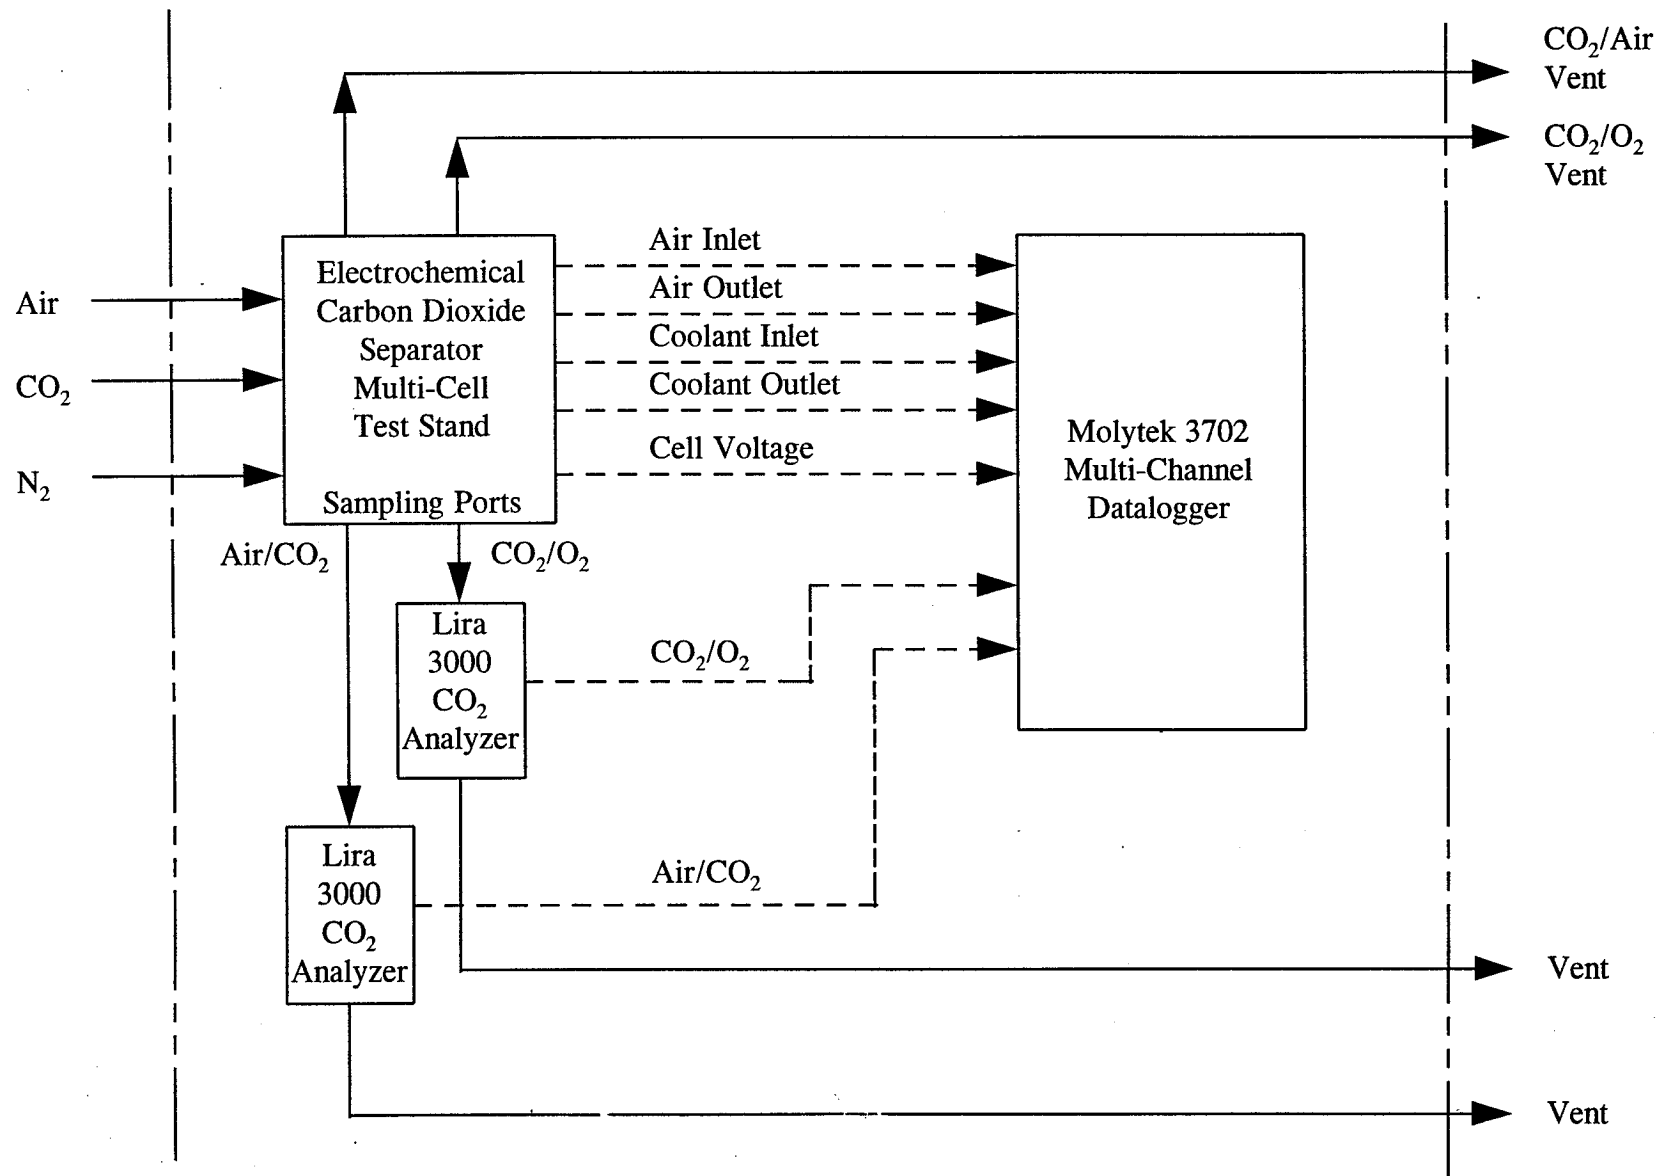 CO₂/Air
Vent
CO₂/O₂
Vent
Air
CO₂
N₂
Electrochemical
Carbon Dioxide
Separator
Multi-Cell
Test Stand
Sampling Ports
Air Inlet
Air Outlet
Coolant Inlet
Coolant Outlet
Cell Voltage
Molytek 3702
Multi-Channel
Datalogger
Air/CO₂
CO₂/O₂
Lira
3000
CO₂
Analyzer
CO₂/O₂
Lira
3000
CO₂
Analyzer
Air/CO₂
Vent
Vent